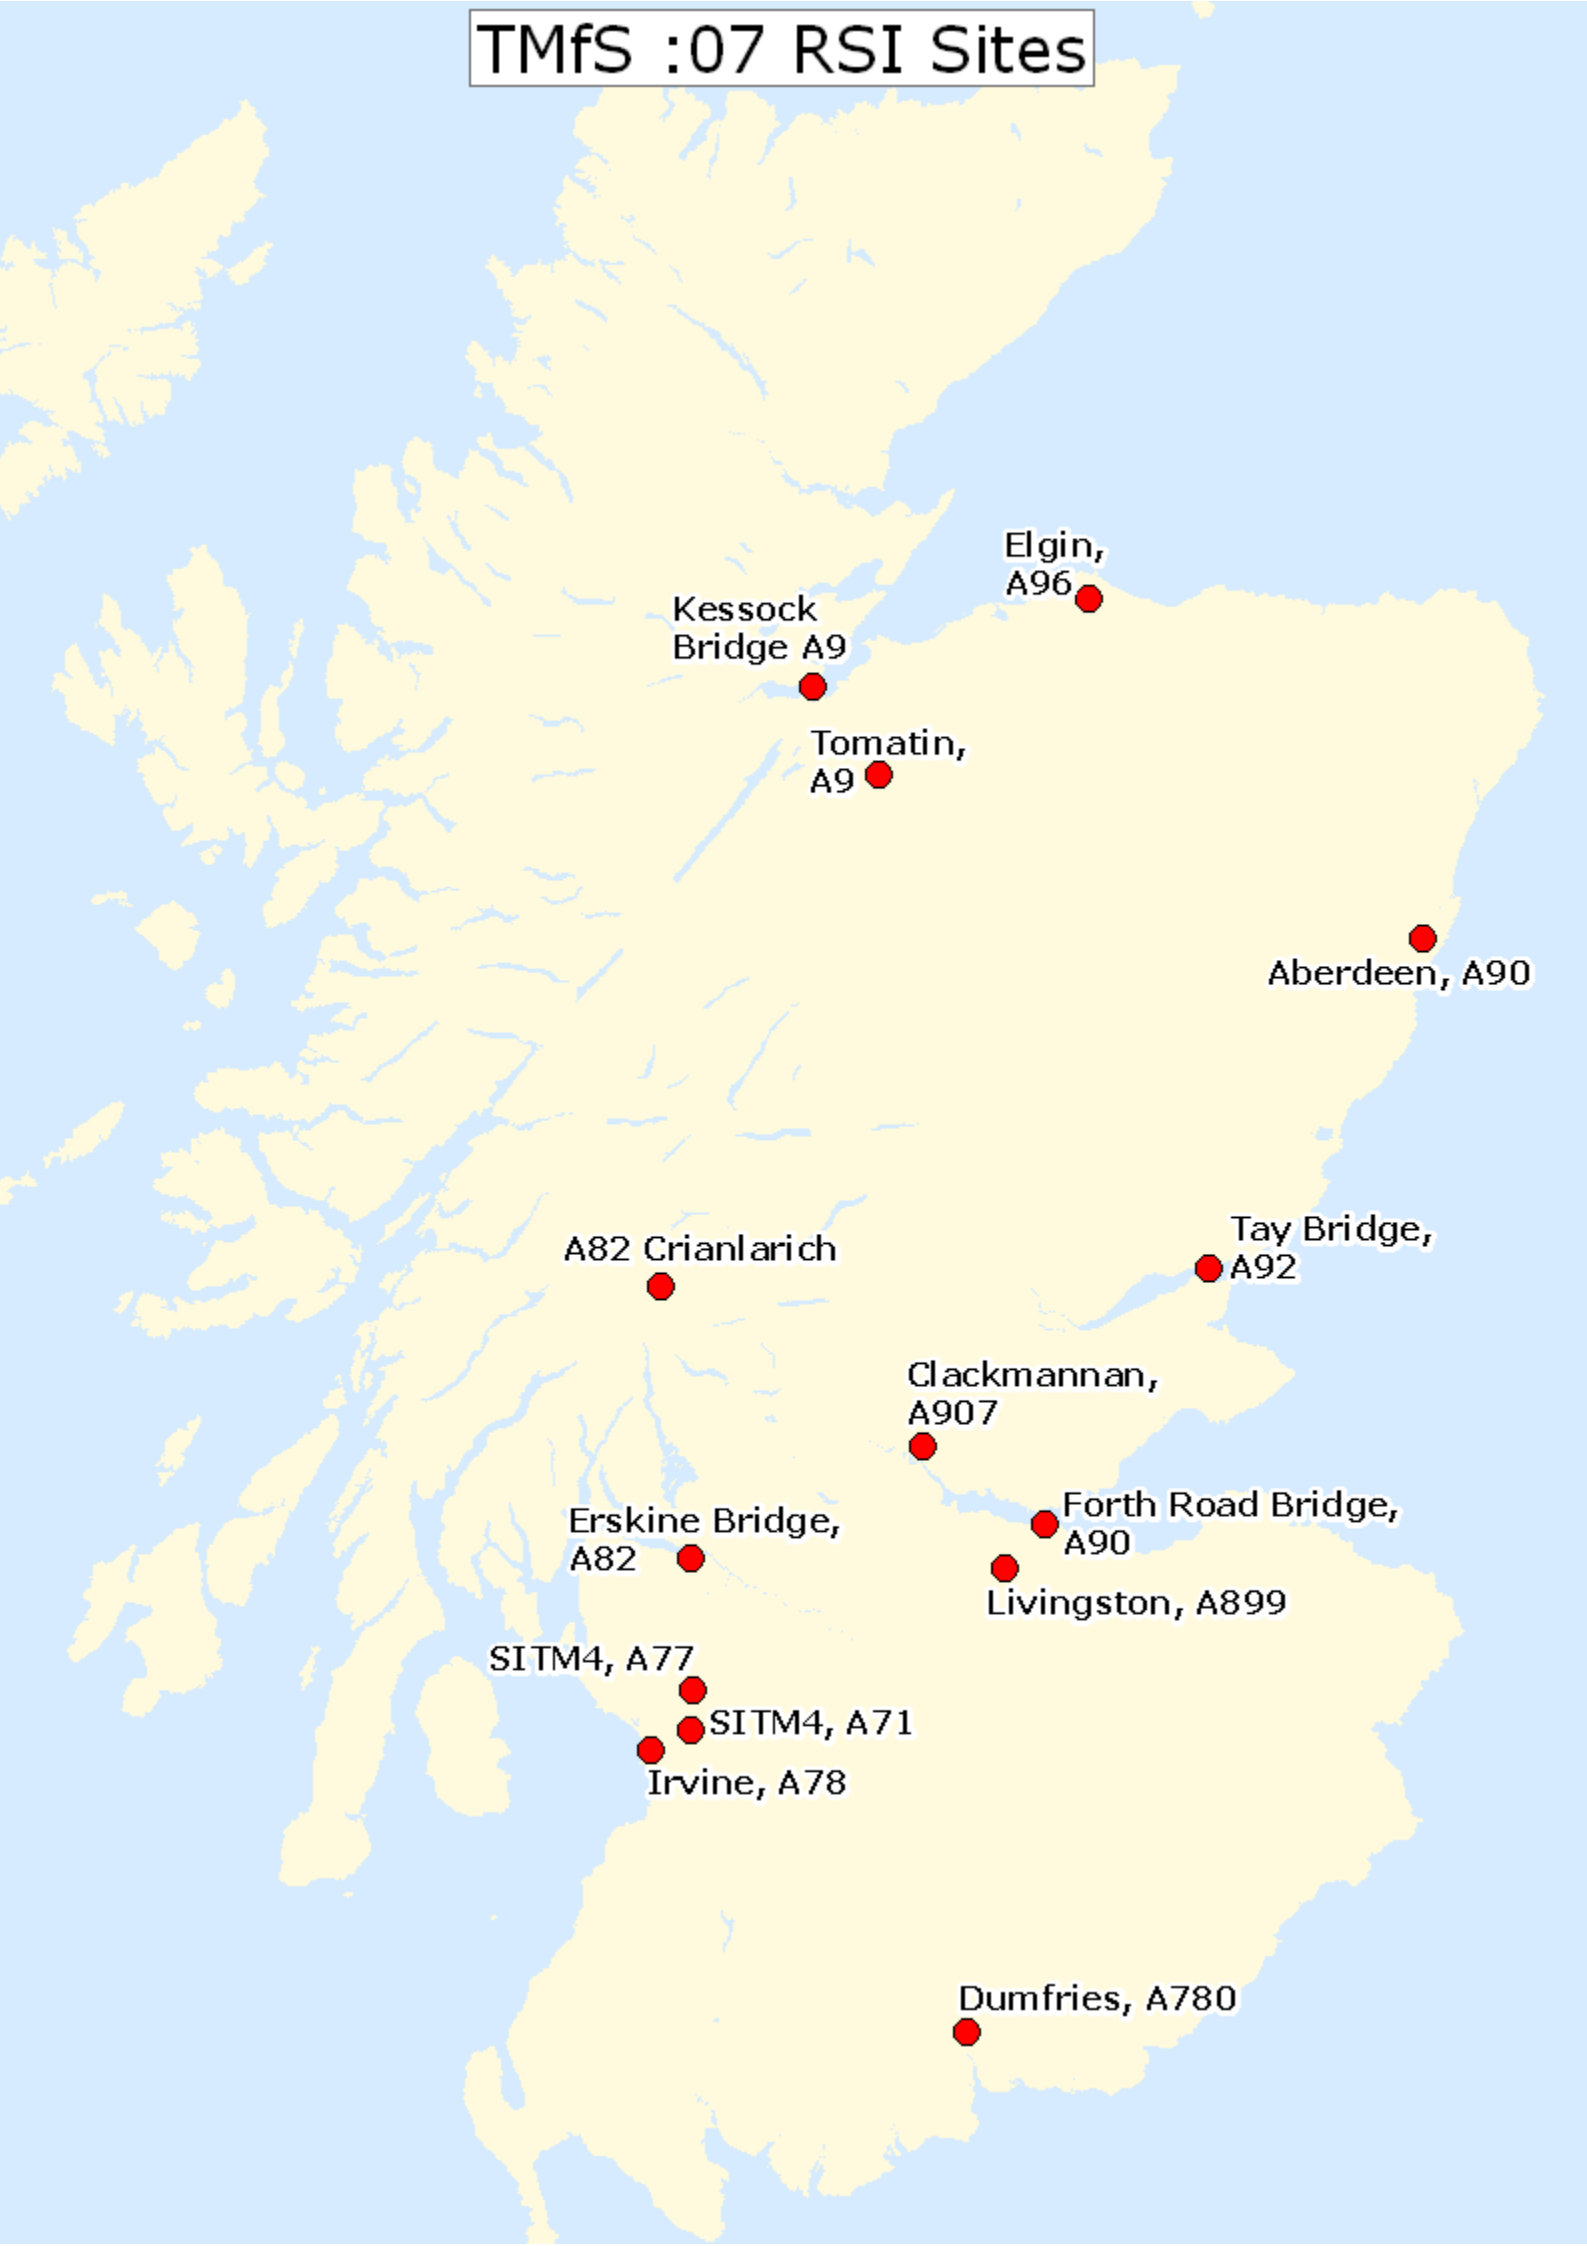 TMfS :07 RSI Sites
Elgin,
A96
Kessock
Bridge A9
Tomatin,
A9
Aberdeen, A90
Tay Bridge,
A92
A82 Crianlarich
Clackmannan,
A907
Forth Road Bridge,
A90
Erskine Bridge,
A82
Livingston, A899
SITM4, A77
SITM4, A71
Irvine, A78
Dumfries, A780